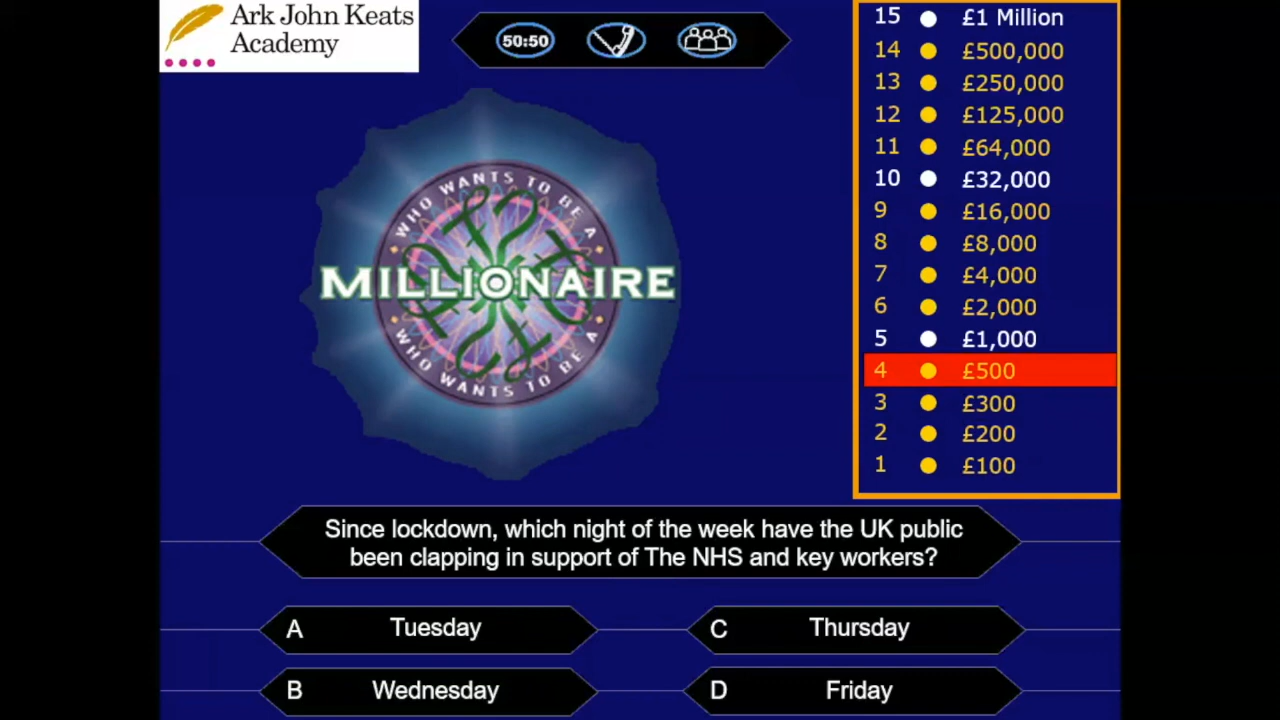 Ark John Keats
Academy
50:50
15 £1 Million
14 £500,000
13 £250,000
12 £125,000
11 £64,000
10 £32,000
9 £16,000
8 £8,000
7 £4,000
6 £2,000
5 £1,000
4 £500
3 £300
2 £200
1 £100
WHO WANTS TO BE A
MILLIONAIRE
WHO WANTS TO BE A
Since lockdown, which night of the week have the UK public
been clapping in support of The NHS and key workers?
A Tuesday
C Thursday
B Wednesday
D Friday